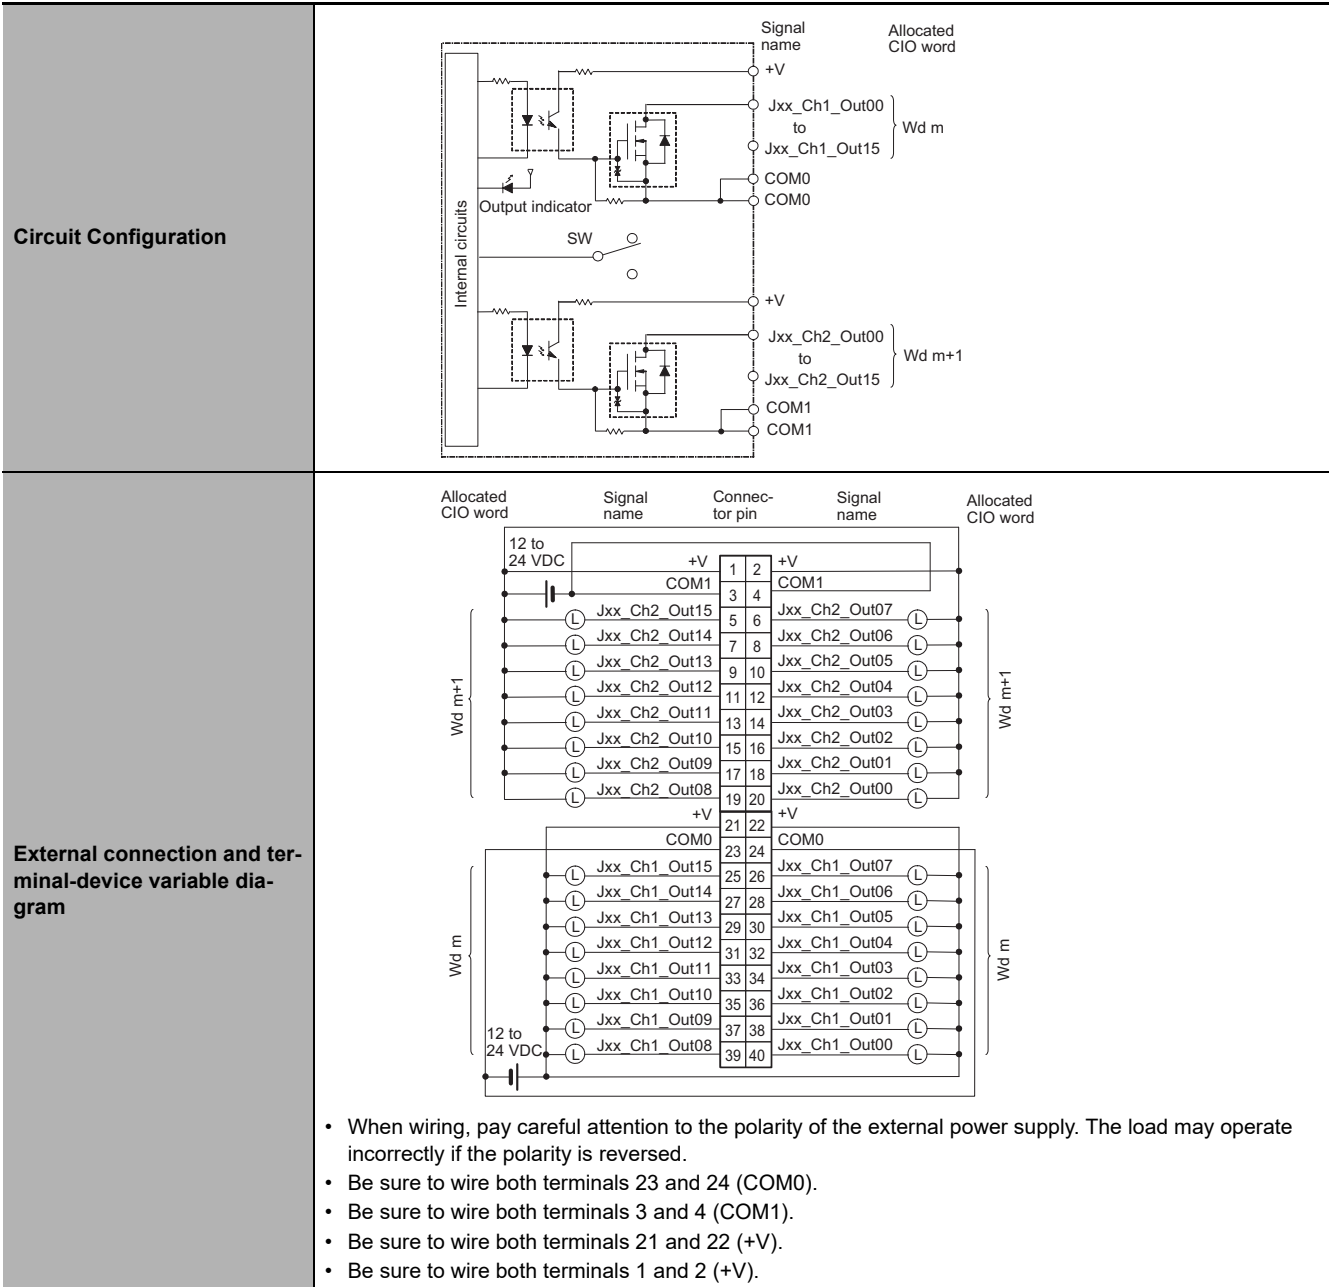 Circuit Configuration
Signal
name
Allocated
CIO word
+V
Jxx_Ch1_Out00
to
Jxx_Ch1_Out15
Wd m
COM0
COM0
Output indicator
Internal circuits
SW
+V
Jxx_Ch2_Out00
to
Jxx_Ch2_Out15
Wd m+1
COM1
COM1
External connection and ter-
minal-device variable dia-
gram
Allocated
CIO word
Signal
name
Connec-
tor pin
Signal
name
Allocated
CIO word
12 to
24 VDC
+V 1 2 +V
COM1 3 4 COM1
L Jxx_Ch2_Out15 5 6 Jxx_Ch2_Out07 L
L Jxx_Ch2_Out14 7 8 Jxx_Ch2_Out06 L
L Jxx_Ch2_Out13 9 10 Jxx_Ch2_Out05 L
L Jxx_Ch2_Out12 11 12 Jxx_Ch2_Out04 L
L Jxx_Ch2_Out11 13 14 Jxx_Ch2_Out03 L
L Jxx_Ch2_Out10 15 16 Jxx_Ch2_Out02 L
L Jxx_Ch2_Out09 17 18 Jxx_Ch2_Out01 L
L Jxx_Ch2_Out08 19 20 Jxx_Ch2_Out00 L
Wd m+1
Wd m+1
+V 21 22 +V
COM0 23 24 COM0
L Jxx_Ch1_Out15 25 26 Jxx_Ch1_Out07 L
L Jxx_Ch1_Out14 27 28 Jxx_Ch1_Out06 L
L Jxx_Ch1_Out13 29 30 Jxx_Ch1_Out05 L
L Jxx_Ch1_Out12 31 32 Jxx_Ch1_Out04 L
L Jxx_Ch1_Out11 33 34 Jxx_Ch1_Out03 L
L Jxx_Ch1_Out10 35 36 Jxx_Ch1_Out02 L
L Jxx_Ch1_Out09 37 38 Jxx_Ch1_Out01 L
L Jxx_Ch1_Out08 39 40 Jxx_Ch1_Out00 L
Wd m
Wd m
12 to
24 VDC
• When wiring, pay careful attention to the polarity of the external power supply. The load may operate
incorrectly if the polarity is reversed.
• Be sure to wire both terminals 23 and 24 (COM0).
• Be sure to wire both terminals 3 and 4 (COM1).
• Be sure to wire both terminals 21 and 22 (+V).
• Be sure to wire both terminals 1 and 2 (+V).